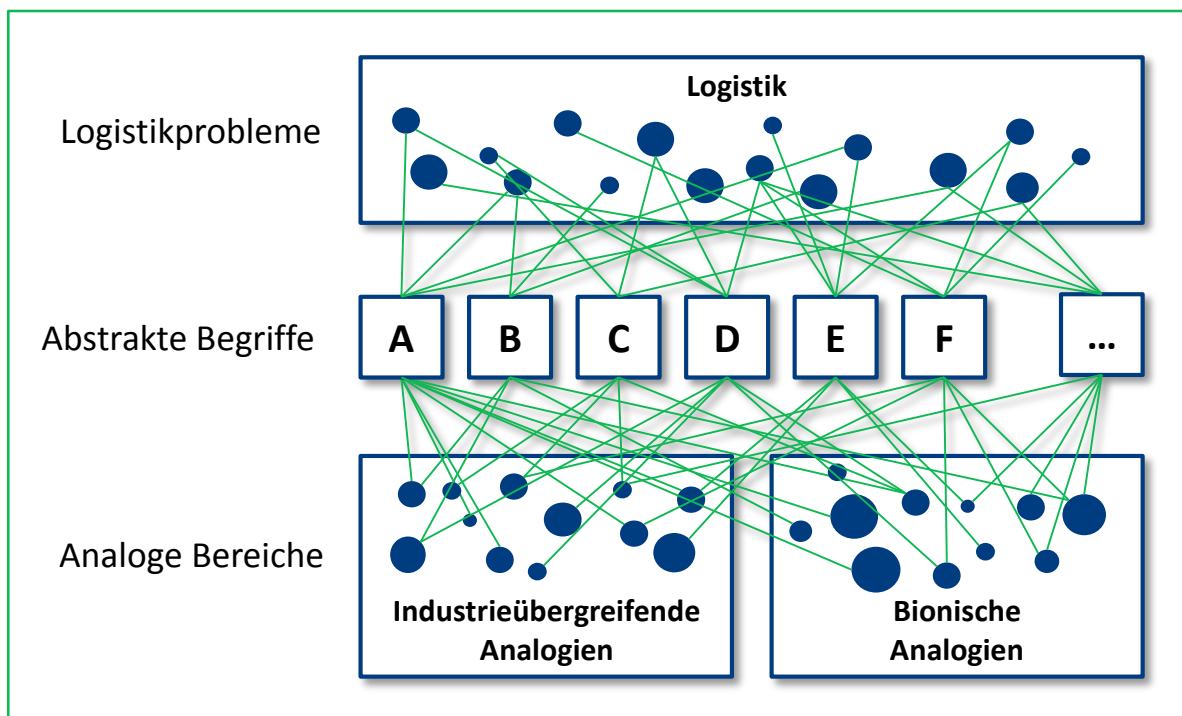 Logistik
Logistikprobleme
Abstrakte Begriffe
A
B
C
D
E
F
...
Analoge Bereiche
Industrieübergreifende
Analogien
Bionische
Analogien